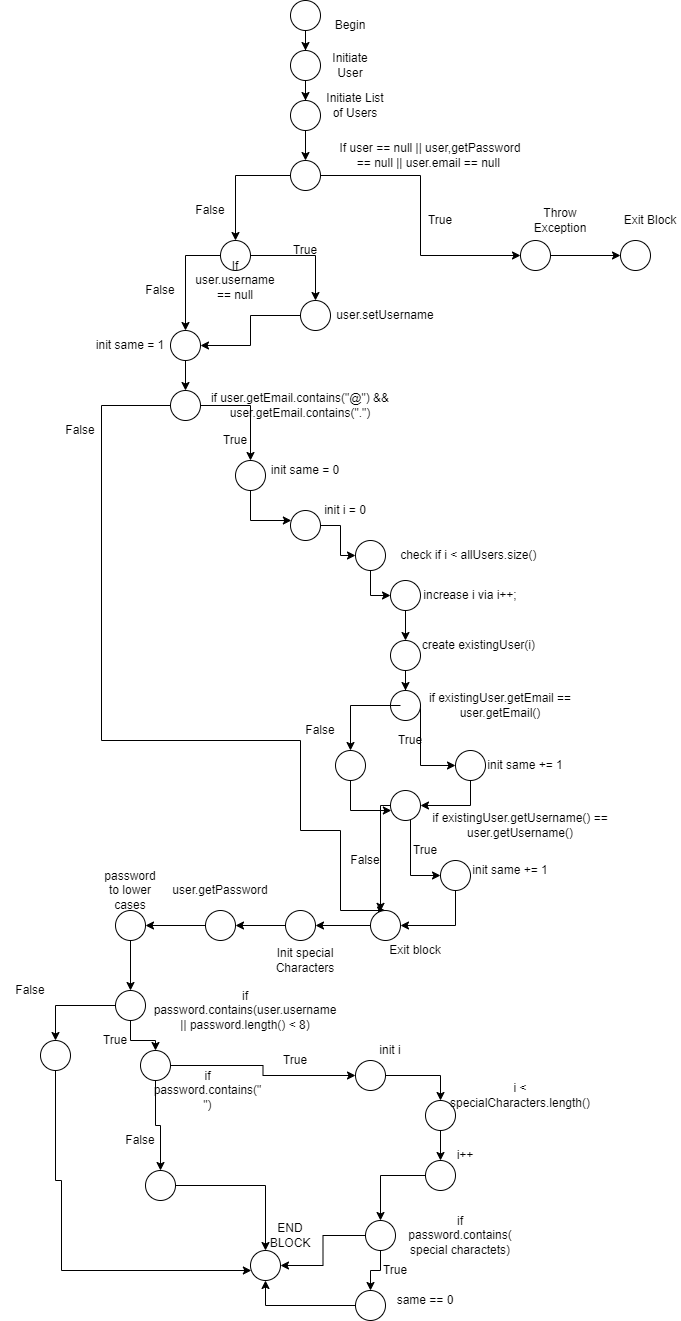 Begin
Initiate
User
Initiate List
of Users
If user == null || user,getPassword
== null || user.email == null
False
True
Throw
Exception
Exit Block
True
If
user.username
== null
False
user.setUsername
init same = 1
if user.getEmail.contains("@") &&
user.getEmail.contains(".")
False
True
init same = 0
init i = 0
check if i < allUsers.size()
increase i via i++;
create existingUser(i)
if existingUser.getEmail ==
user.getEmail()
False
True
init same += 1
if existingUser.getUsername() ==
user.getUsername()
False
True
init same += 1
password
to lower
cases
user.getPassword
Init special
Characters
Exit block
False
if
password.contains(user.username
|| password.length() < 8)
True
if
password.contains("
")
True
init i
i <
specialCharacters.length()
False
i++
if
password.contains(
special charactets)
END
BLOCK
True
same == 0